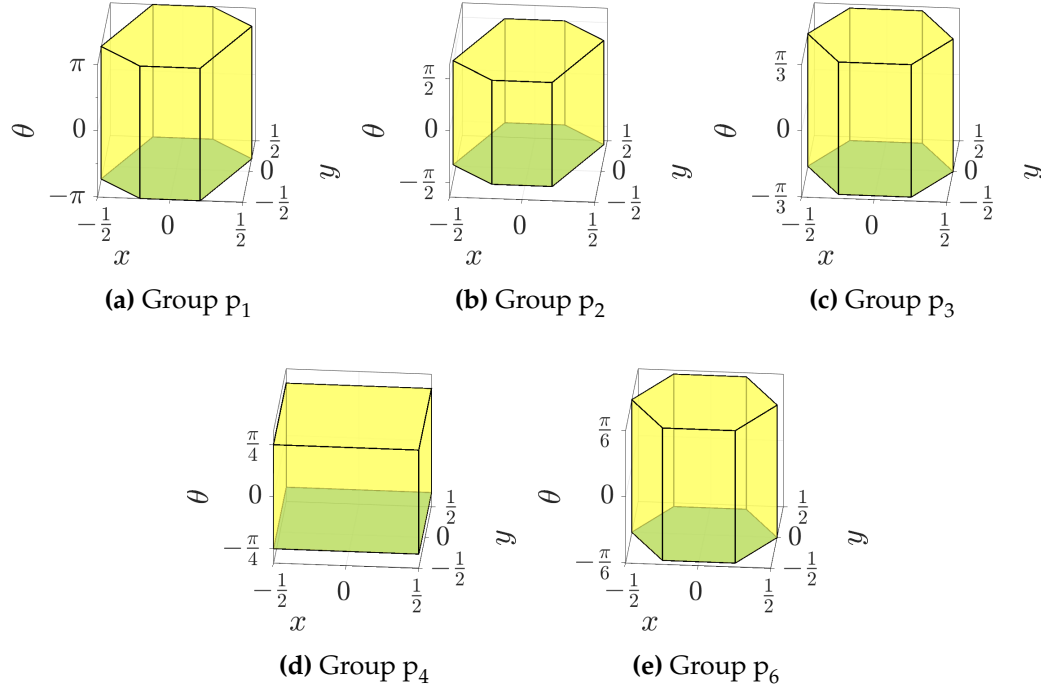 θ
π
0
−π
−1/2
0
1/2
x
1/2
0
−1/2
y
(a) Group p₁
θ
π/2
0
−π/2
−1/2
0
1/2
x
1/2
0
−1/2
y
(b) Group p₂
θ
π/3
0
−π/3
−1/2
0
1/2
x
1/2
0
−1/2
y
(c) Group p₃
θ
π/4
0
−π/4
−1/2
0
1/2
x
1/2
0
−1/2
y
(d) Group p₄
θ
π/6
0
−π/6
−1/2
0
1/2
x
1/2
0
−1/2
y
(e) Group p₆